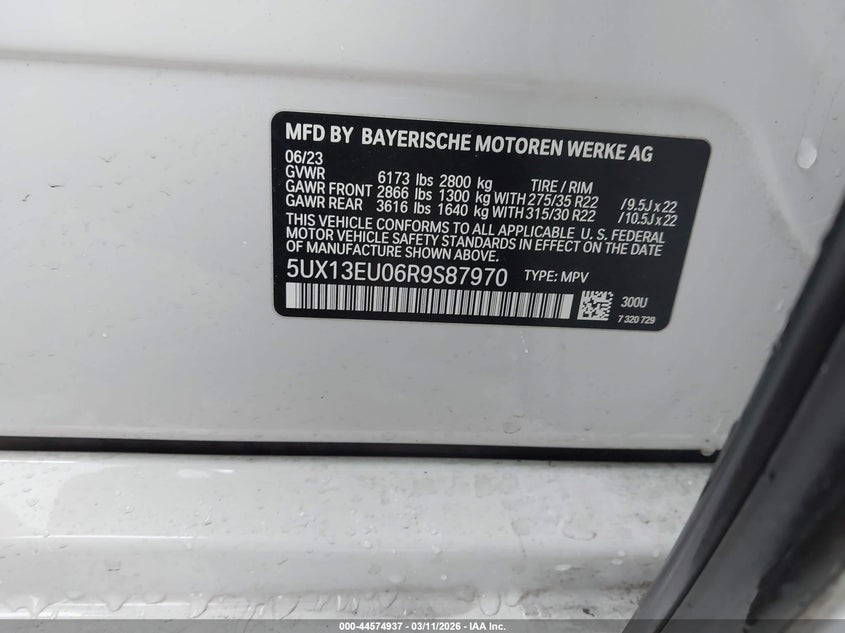 MFD BY BAYERISCHE MOTOREN WERKE AG
06/23
GVWR 6173 lbs 2800 kg TIRE / RIM
GAWR FRONT 2866 lbs 1300 kg WITH 275/35 R22 /9.5J x 22
GAWR REAR 3616 lbs 1640 kg WITH 315/30 R22 /10.5J x 22
THIS VEHICLE CONFORMS TO ALL APPLICABLE U. S. FEDERAL
MOTOR VEHICLE SAFETY STANDARDS IN EFFECT ON THE DATE
OF MANUFACTURE SHOWN ABOVE.
5UX13EU06R9S87970 TYPE: MPV
300U
7 320 729
000-44574937 - 03/11/2026 - IAA Inc.